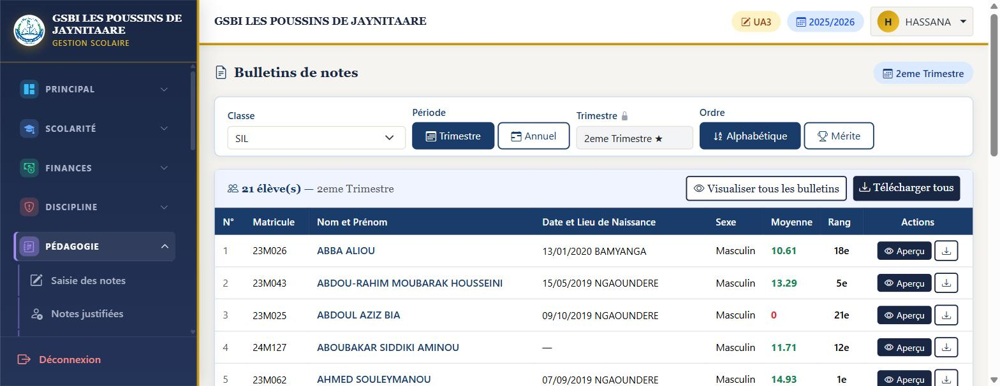 GSBI LES POUSSINS DE
JAYNITAARE
GESTION SCOLAIRE
PRINCIPAL
SCOLARITÉ
FINANCES
DISCIPLINE
PÉDAGOGIE
Saisie des notes
Notes justifiées
Déconnexion
GSBI LES POUSSINS DE JAYNITAARE
UA3
2025/2026
H HASSANA
Bulletins de notes
2eme Trimestre
Classe
SIL
Période
Trimestre Annuel
Trimestre
2eme Trimestre ★
Ordre
Alphabétique Mérite
21 élève(s) — 2eme Trimestre
Visualiser tous les bulletins
Télécharger tous
N° Matricule Nom et Prénom Date et Lieu de Naissance Sexe Moyenne Rang Actions
1 23M026 ABBA ALIOU 13/01/2020 BAMYANGA Masculin 10.61 18e Aperçu
2 23M043 ABDOU-RAHIM MOUBARAK HOUSSEINI 15/05/2019 NGAOUNDERE Masculin 13.29 5e Aperçu
3 23M025 ABDOUL AZIZ BIA 09/10/2019 NGAOUNDERE Masculin 0 21e Aperçu
4 24M127 ABOUBAKAR SIDDIKI AMINOU — Masculin 11.71 12e Aperçu
5 23M062 AHMED SOULEYMANOU 07/09/2019 NGAOUNDERE Masculin 14.93 1e Aperçu